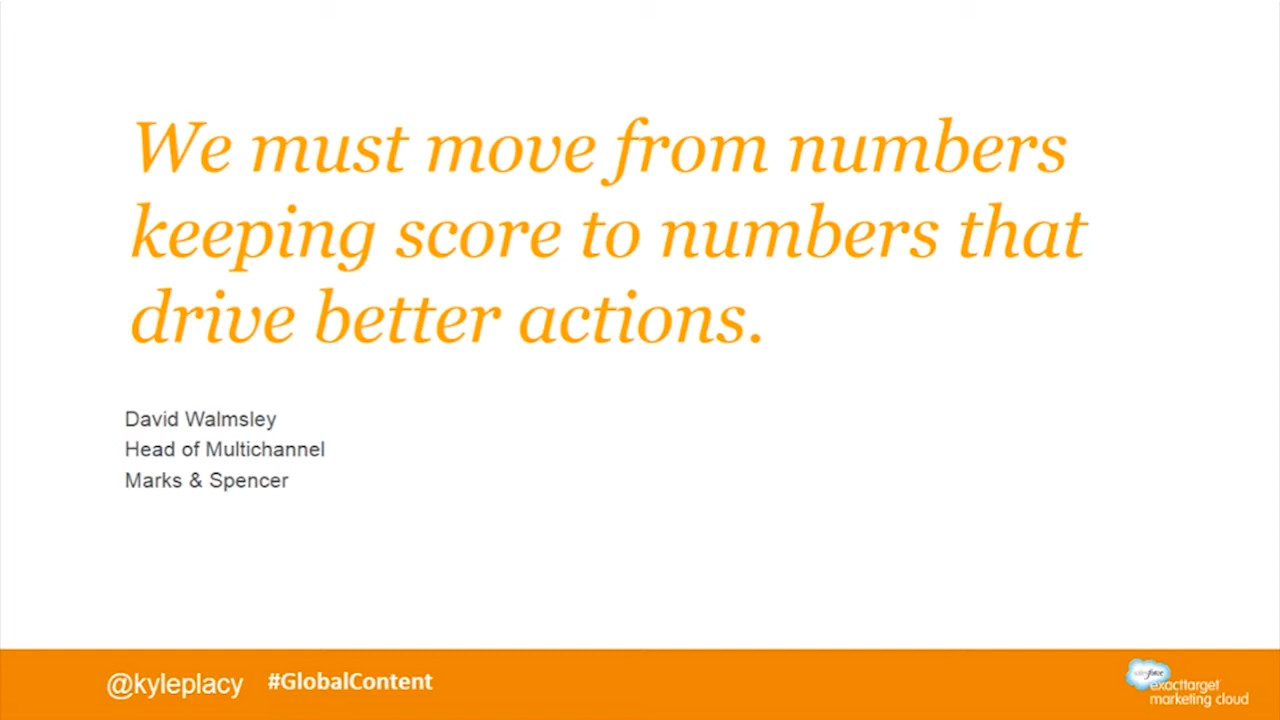 We must move from numbers
keeping score to numbers that
drive better actions.
David Walmsley
Head of Multichannel
Marks & Spencer
@kyleplacy
#GlobalContent
salesforce
exacttarget
marketing cloud